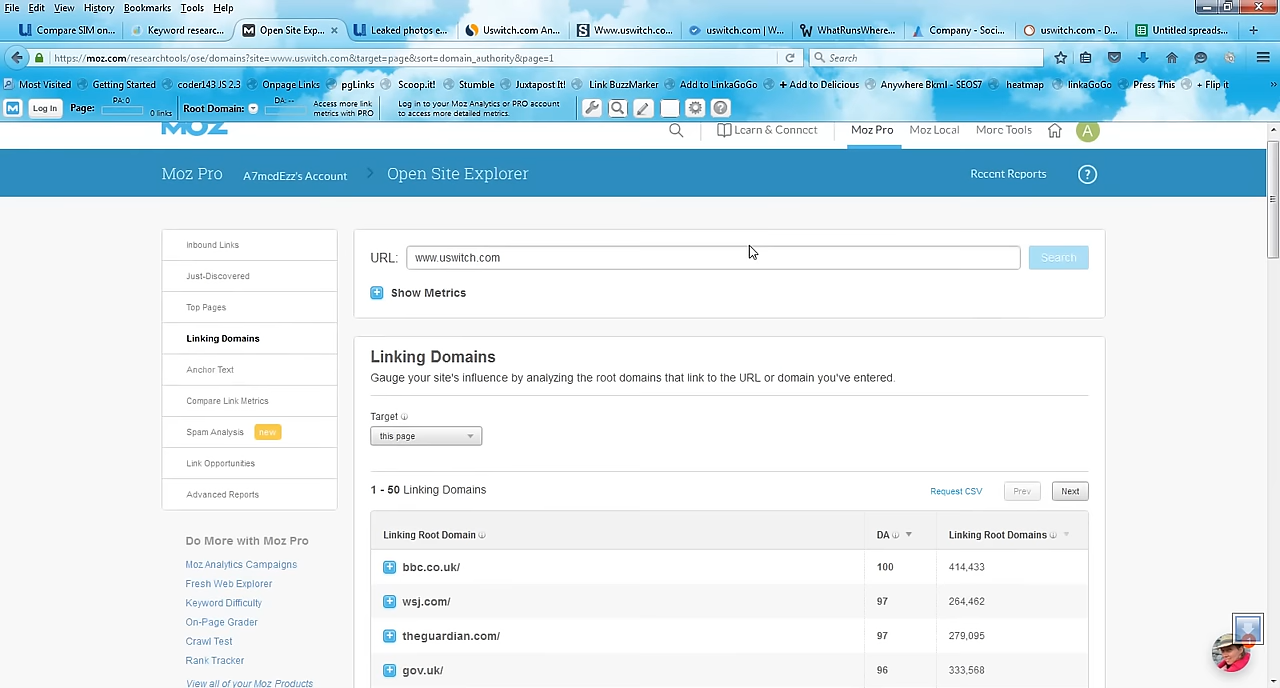 File Edit View History Bookmarks Tools Help
Compare SIM on... Keyword researc... Open Site Exp... Leaked photos o Uswitch.com An... Www.uswitch.co... uswitch.com | W... WhatRunsWhere... Company - Soci... uswitch.com - D... Untitled spreads...
https://moz.com/researchtools/ose/domains?site=www.uswitch.com&target=page&sort=domain_authority&page=1 Search
Most Visited Getting Started coder143 JS 2.3 Onpage Links pgLinks Scoop.it! Scoible Juxtapost It! Link BuzzMarker Add to LinkaGoGo + Add to Delicious Anywhere Bkml - SEOS7 heatmap linkaGoGo Press This + Flip it
Log In Page: DA-0 0 links Root Domain: DA: -- Access more link metrics with PRO Log in to your Moz Analytics or PRO account to access more detailed metrics.
MOZ Learn & Connect Moz Pro Moz Local More Tools A
Moz Pro A7medEzz's Account Open Site Explorer Recent Reports ?
Inbound Links
Just-Discovered
Top Pages
Linking Domains
Anchor Text
Compare Link Metrics
Spam Analysis new
Link Opportunities
Advanced Reports
Do More with Moz Pro
Moz Analytics Campaigns
Fresh Web Explorer
Keyword Difficulty
On-Page Grader
Crawl Test
Rank Tracker
View all of your Moz Products
URL: www.uswitch.com Search
Show Metrics
Linking Domains
Gauge your site's influence by analyzing the root domains that link to the URL or domain you've entered.
Target
this page
1 - 50 Linking Domains Request CSV Prev Next
Linking Root Domain DA Linking Root Domains
bbc.co.uk/ 100 414,433
wsj.com/ 97 264,462
theguardian.com/ 97 279,095
gov.uk/ 96 333,568